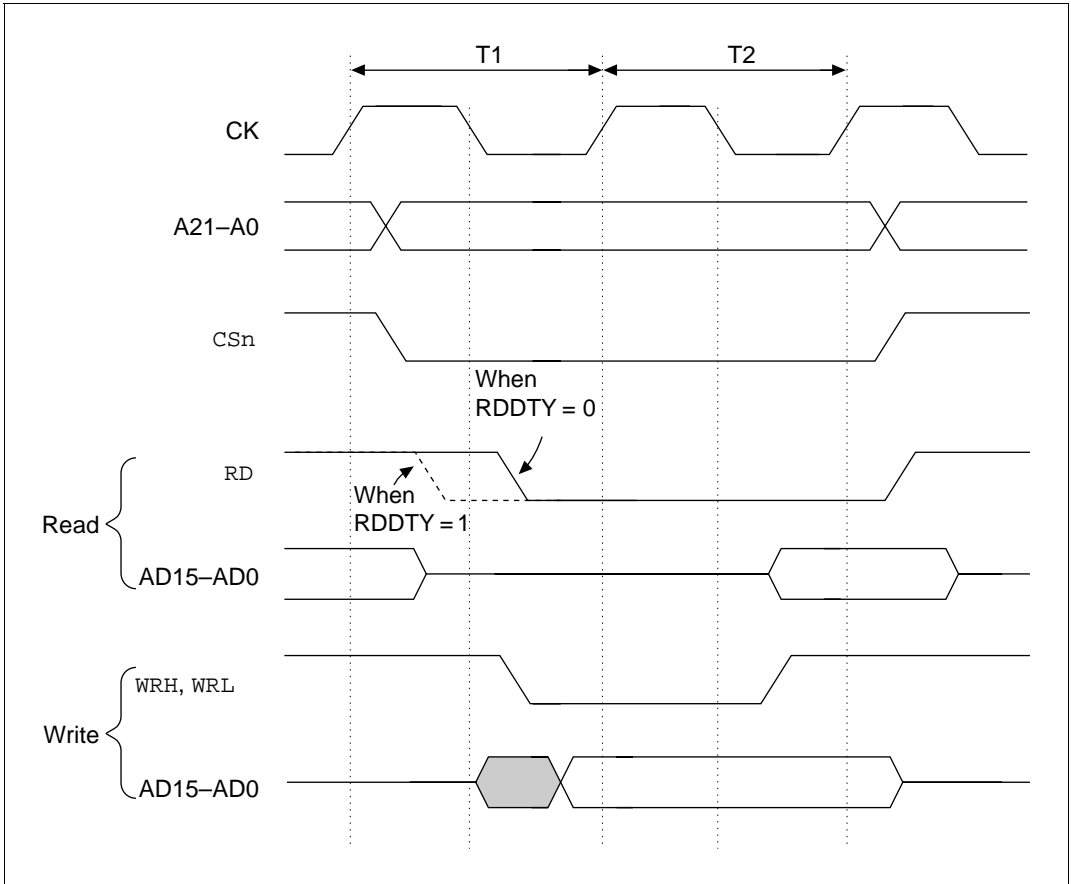 T1 T2
CK
A21–A0
CSn
When
RDDTY = 0
RD
When
RDDTY = 1
Read
AD15–AD0
WRH, WRL
Write
AD15–AD0